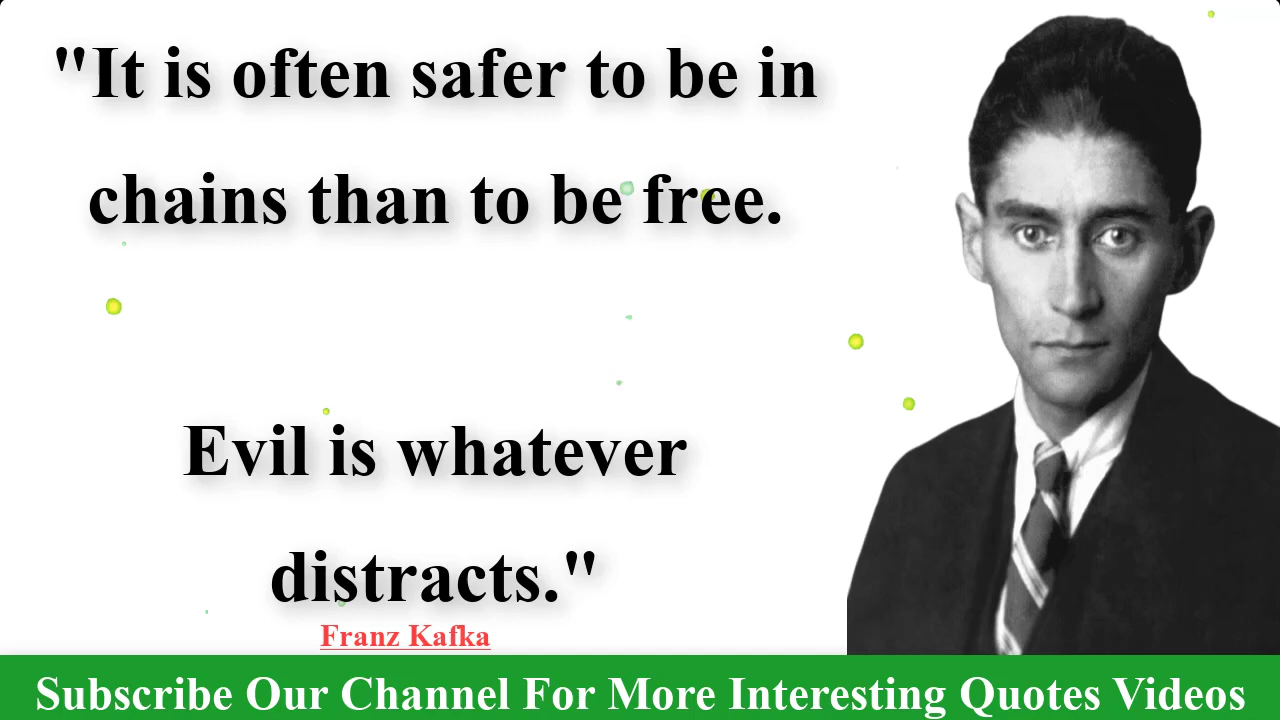 "It is often safer to be in
chains than to be free.
Evil is whatever
distracts."
Franz Kafka
Subscribe Our Channel For More Interesting Quotes Videos